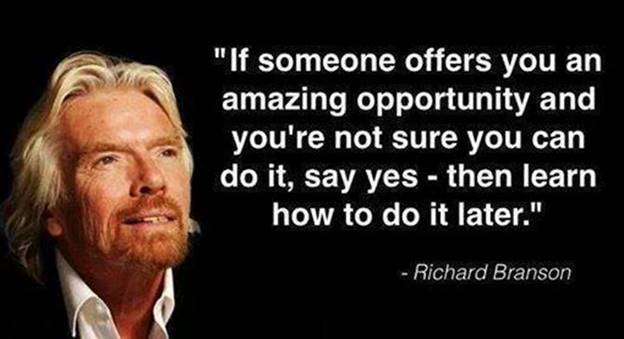 "If someone offers you an
amazing opportunity and
you're not sure you can
do it, say yes - then learn
how to do it later."
- Richard Branson